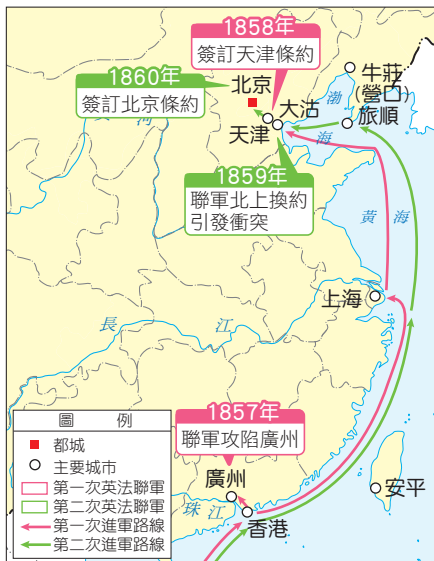 1858年
簽訂天津條約
1860年
簽訂北京條約
北京
大沽
天津
牛莊
(營口)
旅順
渤
海
河
1859年
聯軍北上換約
引發衝突
黃海
上海
長江
1857年
聯軍攻陷廣州
廣州
珠江
香港
安平
圖例
都城
主要城市
第一次英法聯軍
第二次英法聯軍
第一次進軍路線
第二次進軍路線